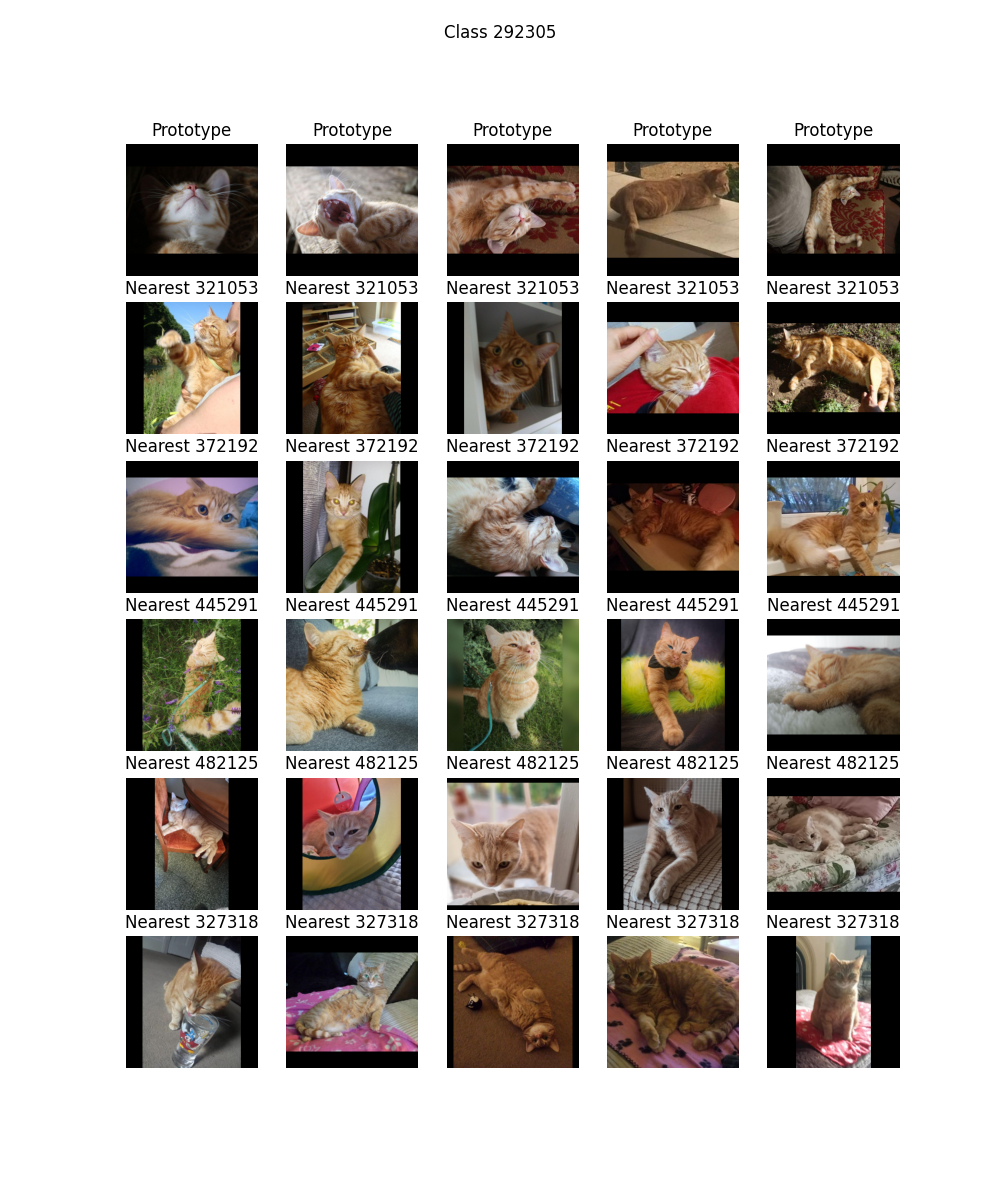 Class 292305
Prototype Prototype Prototype Prototype Prototype
Nearest 321053 Nearest 321053 Nearest 321053 Nearest 321053 Nearest 321053
Nearest 372192 Nearest 372192 Nearest 372192 Nearest 372192 Nearest 372192
Nearest 445291 Nearest 445291 Nearest 445291 Nearest 445291 Nearest 445291
Nearest 482125 Nearest 482125 Nearest 482125 Nearest 482125 Nearest 482125
Nearest 327318 Nearest 327318 Nearest 327318 Nearest 327318 Nearest 327318